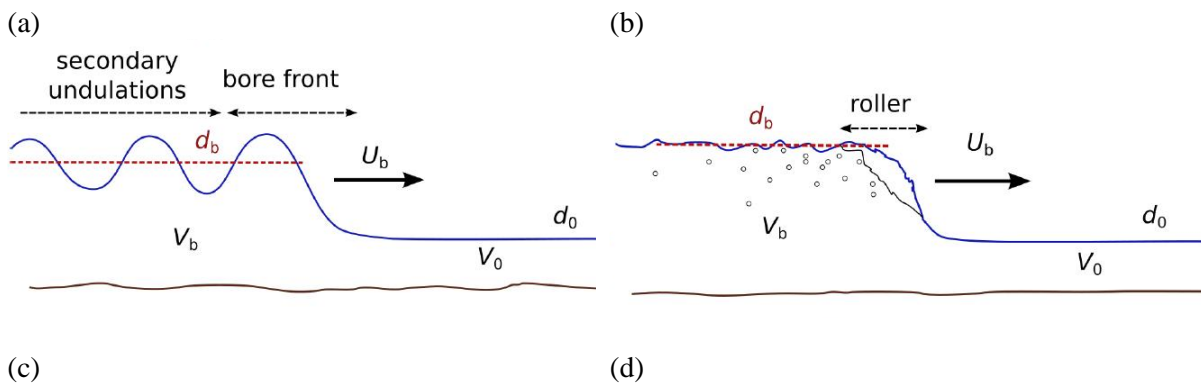 (a)
secondary
undulations
bore front
d_b
U_b
d_0
V_b
V_0
(b)
roller
d_b
U_b
d_0
V_b
V_0
(c)
(d)